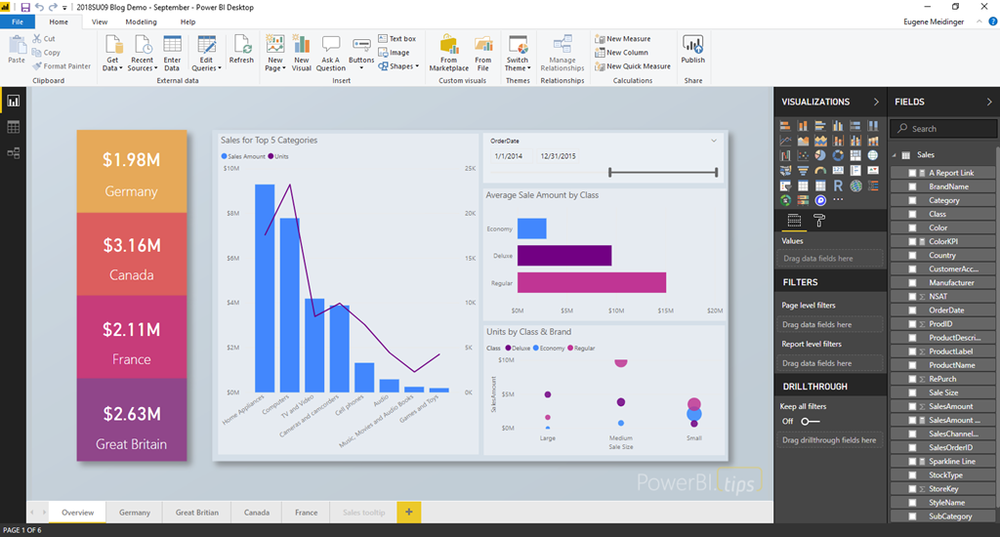 2018SU09 Blog Demo - September - Power BI Desktop
File Home View Modeling Help
Eugene Meidinger
Paste
Cut
Copy
Format Painter
Clipboard
Get Data
Recent Sources
Enter Data
Edit Queries
Refresh
External data
New Page
New Visual
Ask A Question
Buttons
Text box
Image
Shapes
Insert
From Marketplace
From File
Custom visuals
Switch Theme
Themes
Manage Relationships
Relationships
New Measure
New Column
New Quick Measure
Calculations
Publish
Share
$1.98M
Germany
$3.16M
Canada
$2.11M
France
$2.63M
Great Britain
Sales for Top 5 Categories
Sales Amount Units
$10M
$8M
$6M
$4M
$2M
$0M
25K
20K
15K
10K
5K
0K
Home Appliances
Computers
TV and Video
Cameras and camcorders
Cell phones
Audio
Music, Movies and Audio Books
Games and Toys
OrderDate
1/1/2014 12/31/2015
Average Sale Amount by Class
Economy
Deluxe
Regular
$0M $5M $10M $15M $20M
Units by Class & Brand
Class Deluxe Economy Regular
$10M
$5M
$0M
SalesAmount
Large Medium Small
Sale Size
PowerBI.tips
VISUALIZATIONS
R
Values
Drag data fields here
FILTERS
Page level filters
Drag data fields here
Report level filters
Drag data fields here
DRILLTHROUGH
Keep all filters
Off
Drag drillthrough fields here
FIELDS
Search
Sales
A Report Link
BrandName
Category
Class
Color
ColorKPI
Country
CustomerAcc...
Manufacturer
NSAT
OrderDate
ProdID
ProductDescri...
ProductLabel
ProductName
RePurch
Sale Size
SalesAmount
SalesAmount ...
SalesChannel...
SalesOrderID
Sparkline Line
StockType
StoreKey
StyleName
SubCategory
Overview Germany Great Britian Canada France Sales tooltip +
PAGE 1 OF 6